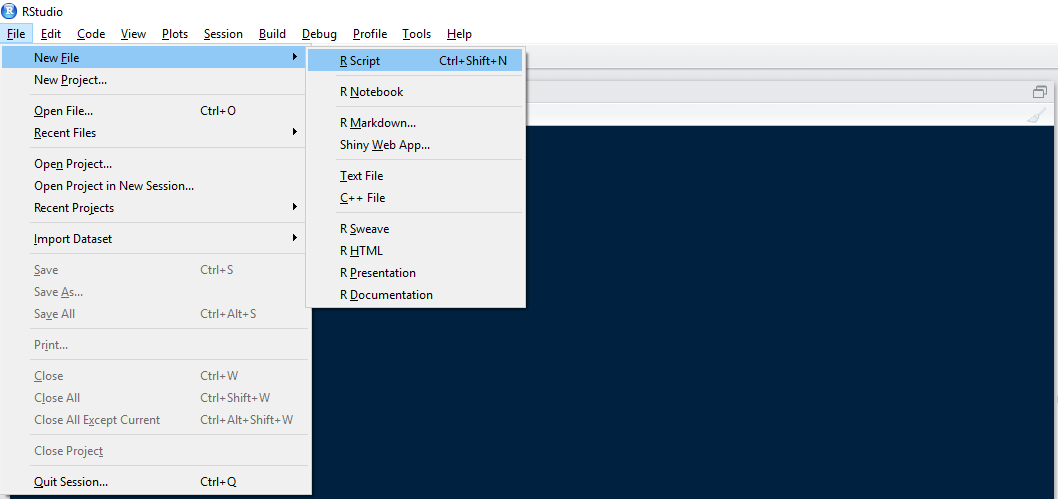 RStudio
File Edit Code View Plots Session Build Debug Profile Tools Help
New File
New Project...
Open File... Ctrl+O
Recent Files
Open Project...
Open Project in New Session...
Recent Projects
Import Dataset
Save Ctrl+S
Save As...
Save All Ctrl+Alt+S
Print...
Close Ctrl+W
Close All Ctrl+Shift+W
Close All Except Current Ctrl+Alt+Shift+W
Close Project
Quit Session... Ctrl+Q
R Script Ctrl+Shift+N
R Notebook
R Markdown...
Shiny Web App...
Text File
C++ File
R Sweave
R HTML
R Presentation
R Documentation